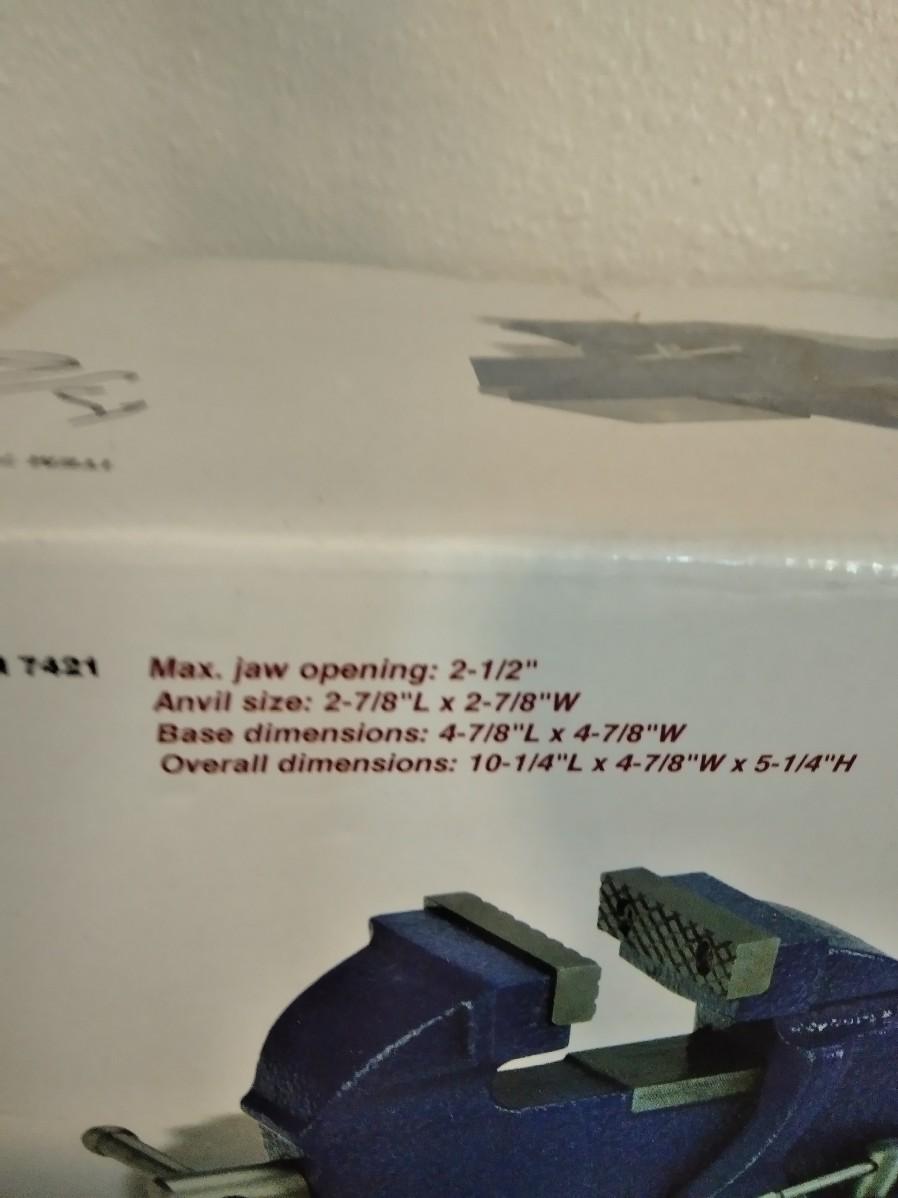 7421
Max. jaw opening: 2-1/2"
Anvil size: 2-7/8"L x 2-7/8"W
Base dimensions: 4-7/8"L x 4-7/8"W
Overall dimensions: 10-1/4"L x 4-7/8"W x 5-1/4"H